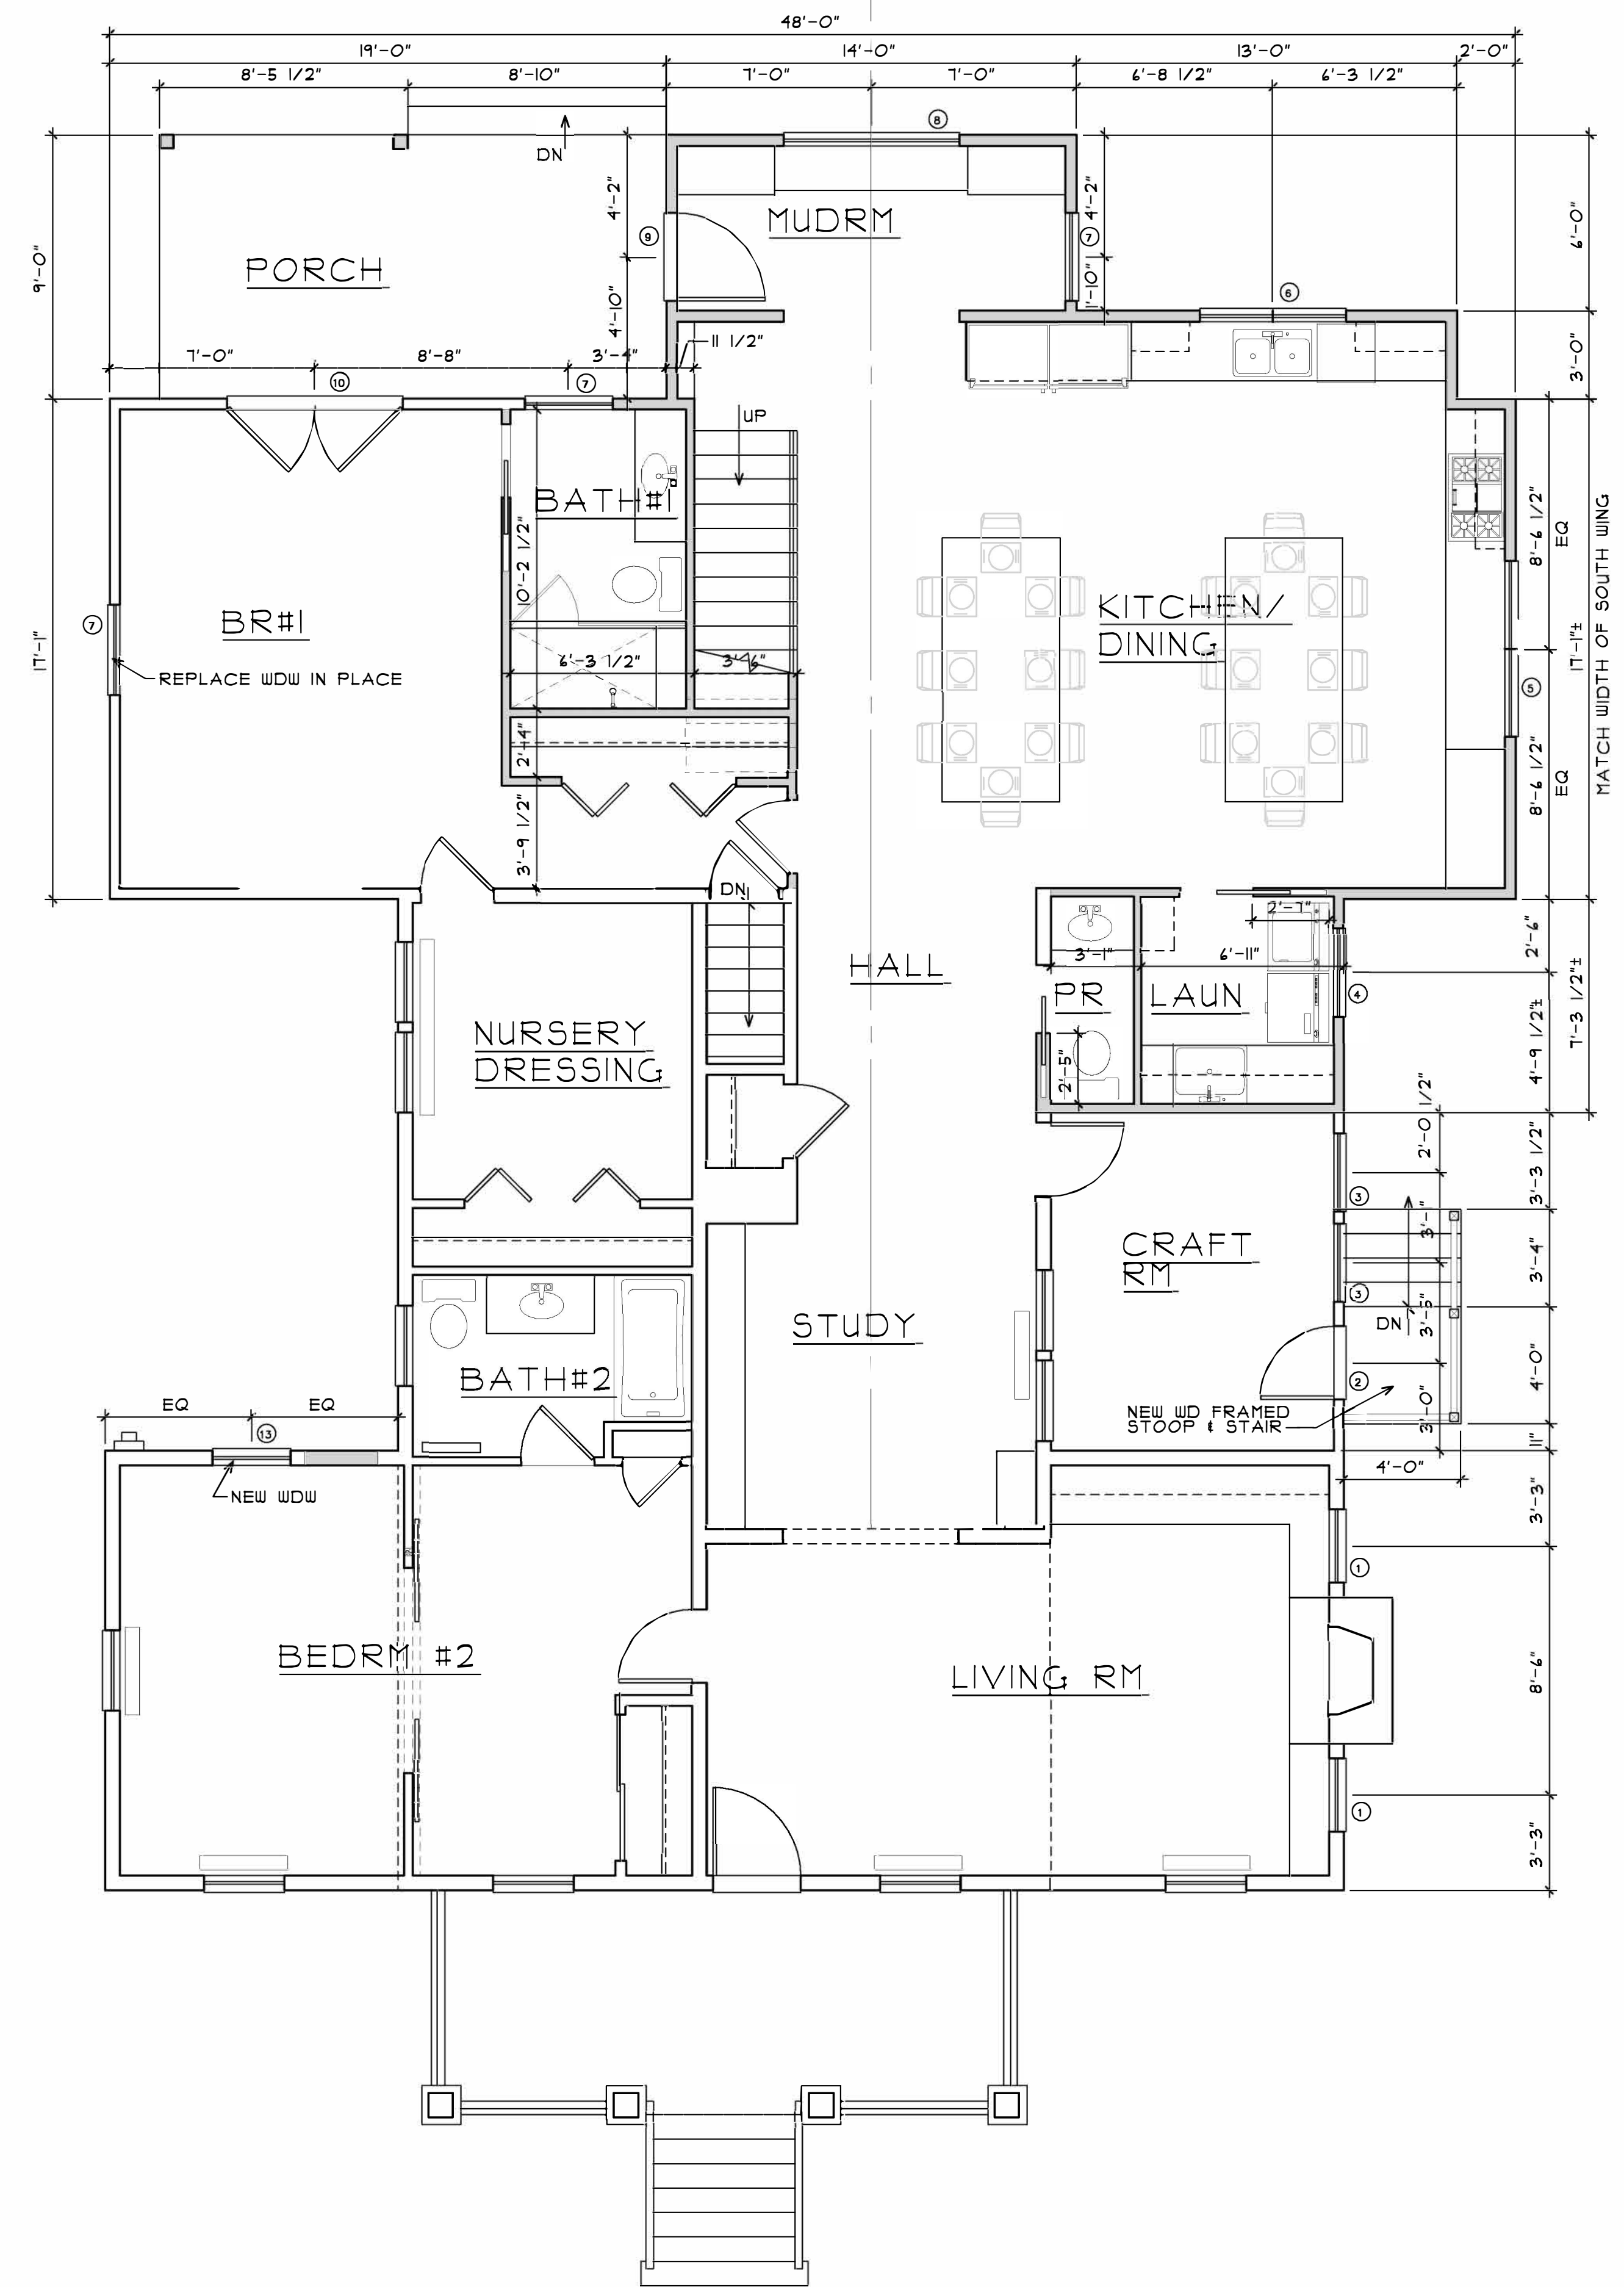 48'-0"
19'-0"
14'-0"
13'-0"
2'-0"
8'-5 1/2"
8'-10"
7'-0"
7'-0"
6'-8 1/2"
6'-3 1/2"
8
DN
4'-2"
4'-2"
MUDRM
9
7
6'-0"
9'-0"
PORCH
4'-10"
1'-10"
6
11 1/2"
7'-0"
8'-8"
3'-4"
3'-0"
10
7
UP
BATH#1
10'-2 1/2"
8'-6 1/2"
EQ
MATCH WIDTH OF SOUTH WING
BR#1
7
17'-1"
KITCHEN/
DINING
17'-1"±
6'-3 1/2"
3'-6"
REPLACE WDW IN PLACE
5
2'-4"
8'-6 1/2"
EQ
3'-9 1/2"
DN
2'-7"
2'-6"
HALL
3'-1"
6'-11"
PR
LAUN
4
7'-3 1/2"±
NURSERY
DRESSING
4'-9 1/2"±
2'-5"
2'-0 1/2"
3'-3 1/2"
3
3'-1"
CRAFT
RM
3'-4"
3
STUDY
DN
3'-5"
BATH#2
2
4'-0"
EQ
EQ
NEW WD FRAMED
STOOP & STAIR
3'-0"
13
11"
4'-0"
NEW WDW
3'-3"
1
BEDRM #2
LIVING RM
8'-6"
1
3'-3"